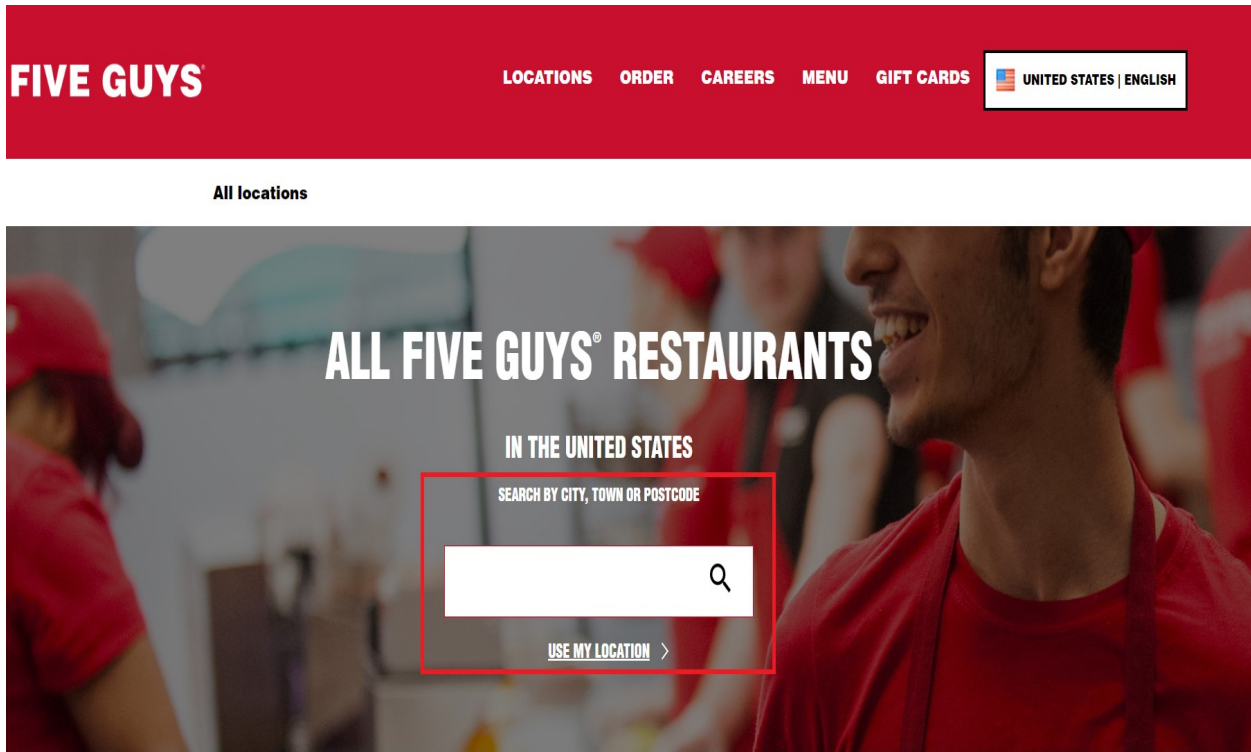 FIVE GUYS®
LOCATIONS ORDER CAREERS MENU GIFT CARDS UNITED STATES | ENGLISH
All locations
ALL FIVE GUYS® RESTAURANTS
IN THE UNITED STATES
SEARCH BY CITY, TOWN OR POSTCODE
USE MY LOCATION >